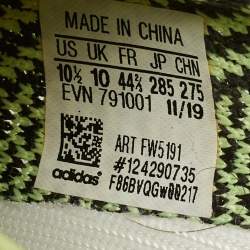 MADE IN CHINA
US UK FR JP CHN
10½ 10 44⅔ 285 275
EVN 791001 11/19
ART FW5191
#124290735
adidas F86BVQGwQQ217